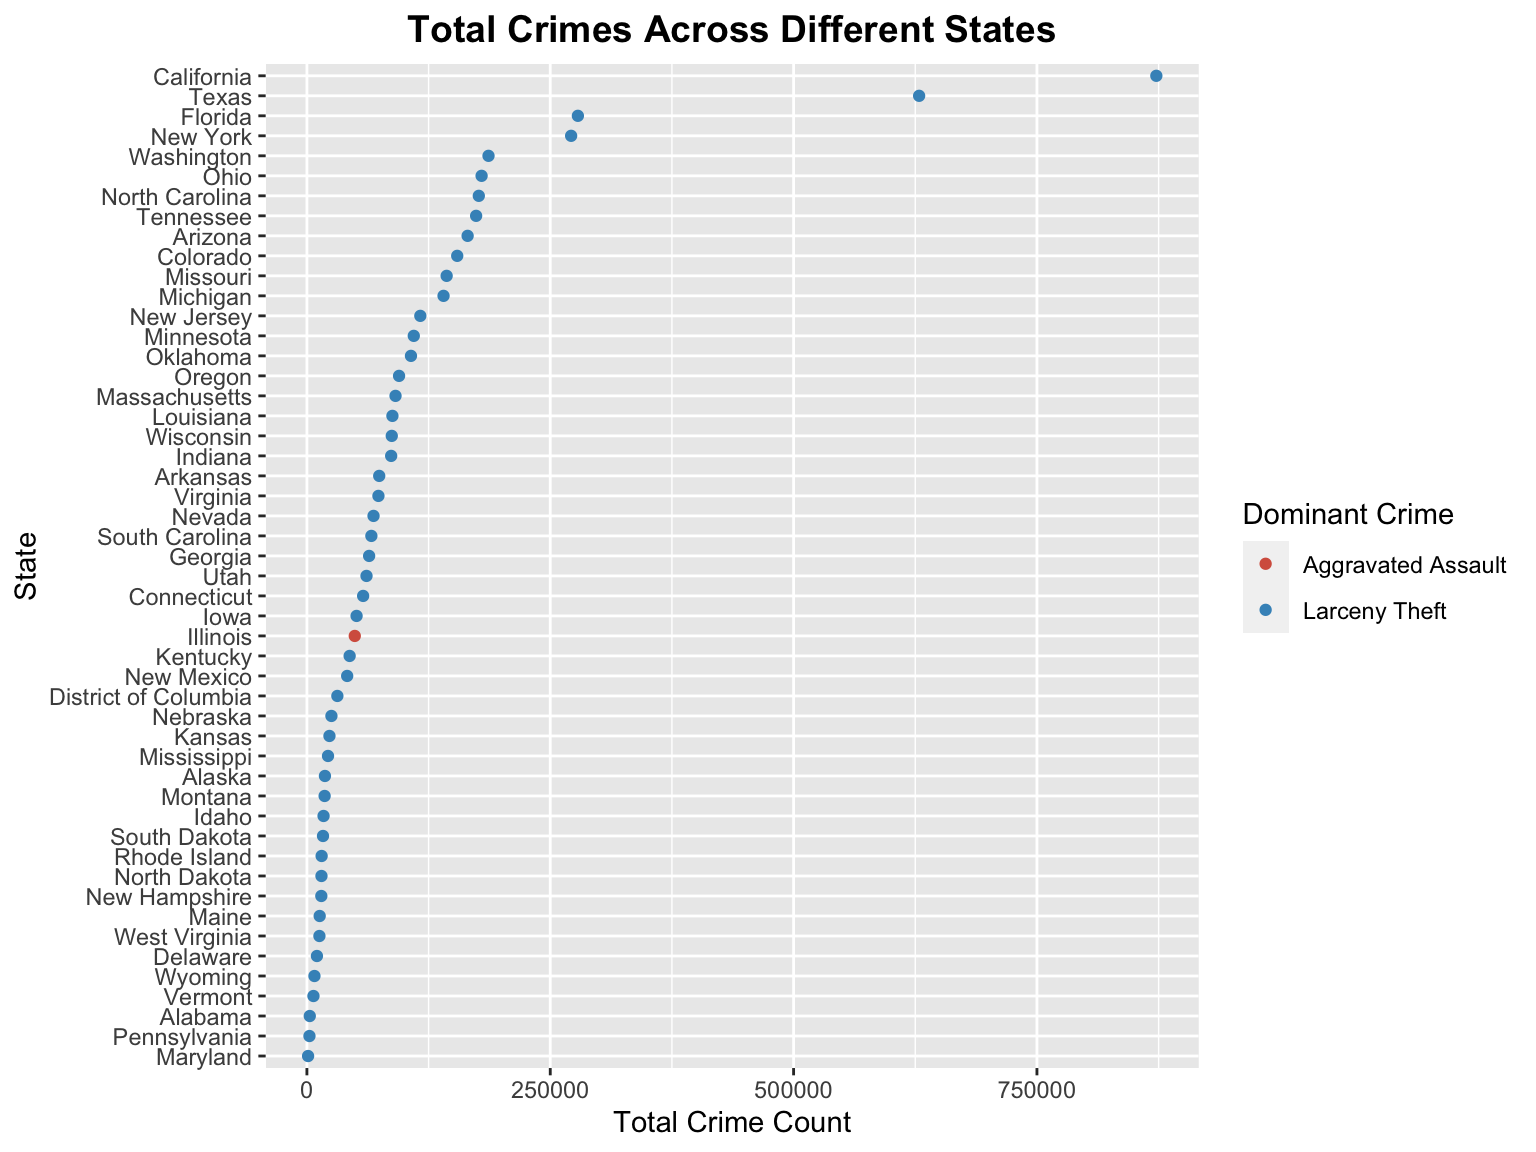 Total Crimes Across Different States
California
Texas
Florida
New York
Washington
Ohio
North Carolina
Tennessee
Arizona
Colorado
Missouri
Michigan
New Jersey
Minnesota
Oklahoma
Oregon
Massachusetts
Louisiana
Wisconsin
Indiana
Arkansas
Virginia
Nevada
South Carolina
Georgia
Utah
Connecticut
Iowa
Illinois
Kentucky
New Mexico
District of Columbia
Nebraska
Kansas
Mississippi
Alaska
Montana
Idaho
South Dakota
Rhode Island
North Dakota
New Hampshire
Maine
West Virginia
Delaware
Wyoming
Vermont
Alabama
Pennsylvania
Maryland
State
0 250000 500000 750000
Total Crime Count
Dominant Crime
Aggravated Assault
Larceny Theft